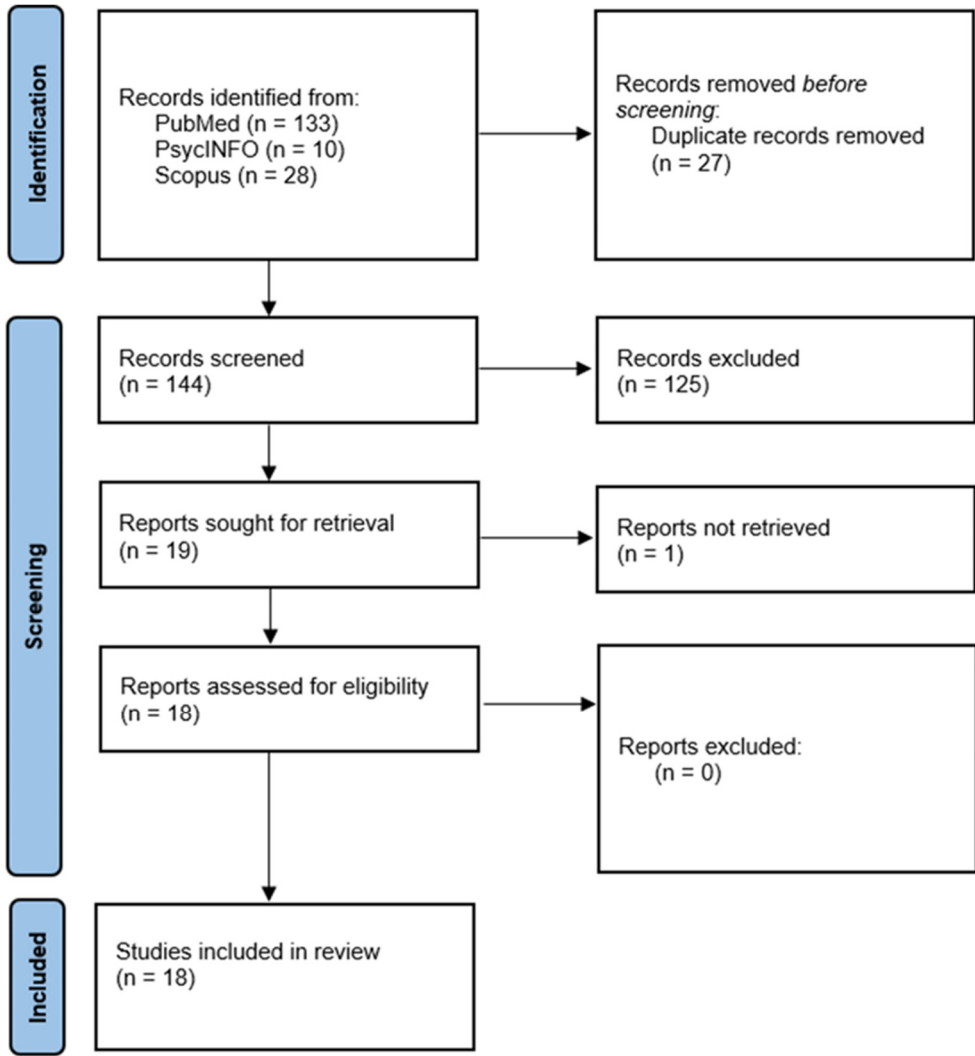 Identification
Records identified from:
PubMed (n = 133)
PsycINFO (n = 10)
Scopus (n = 28)
Records removed before
screening:
Duplicate records removed
(n = 27)
Screening
Records screened
(n = 144)
Records excluded
(n = 125)
Reports sought for retrieval
(n = 19)
Reports not retrieved
(n = 1)
Reports assessed for eligibility
(n = 18)
Reports excluded:
(n = 0)
Included
Studies included in review
(n = 18)